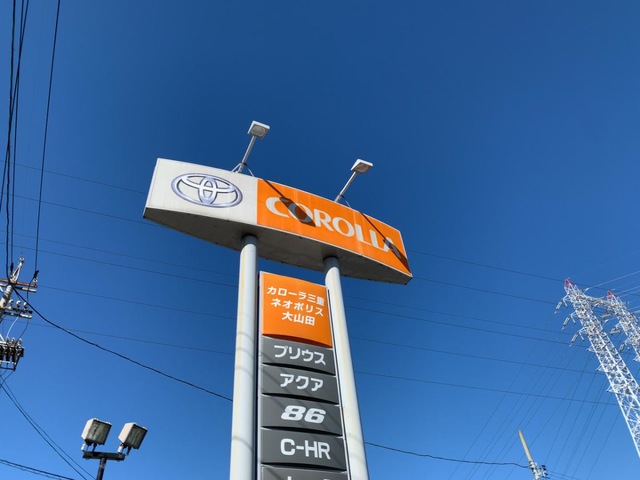 COROLLA
カローラ三重
ネオポリス
大山田
プリウス
アクア
86
C-HR